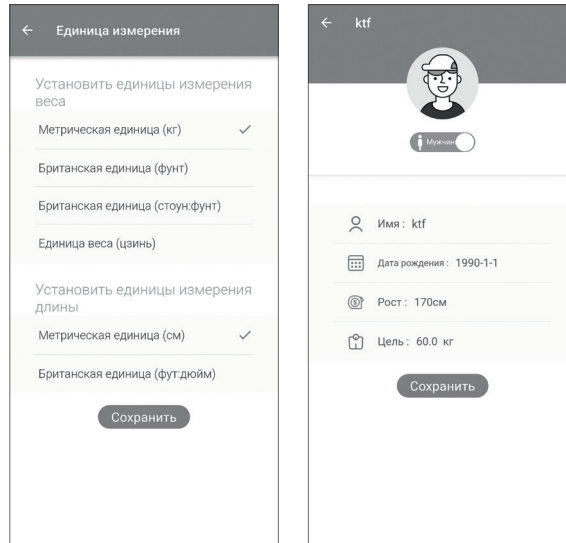 Единица измерения
Установить единицы измерения
веса
Метрическая единица (кг)
Британская единица (фунт)
Британская единица (стоун:фунт)
Единица веса (цзинь)
Установить единицы измерения
длины
Метрическая единица (см)
Британская единица (фут:дюйм)
Сохранить
ktf
Мужчин
Имя : ktf
Дата рождения : 1990-1-1
Рост : 170см
Цель : 60.0 кг
Сохранить